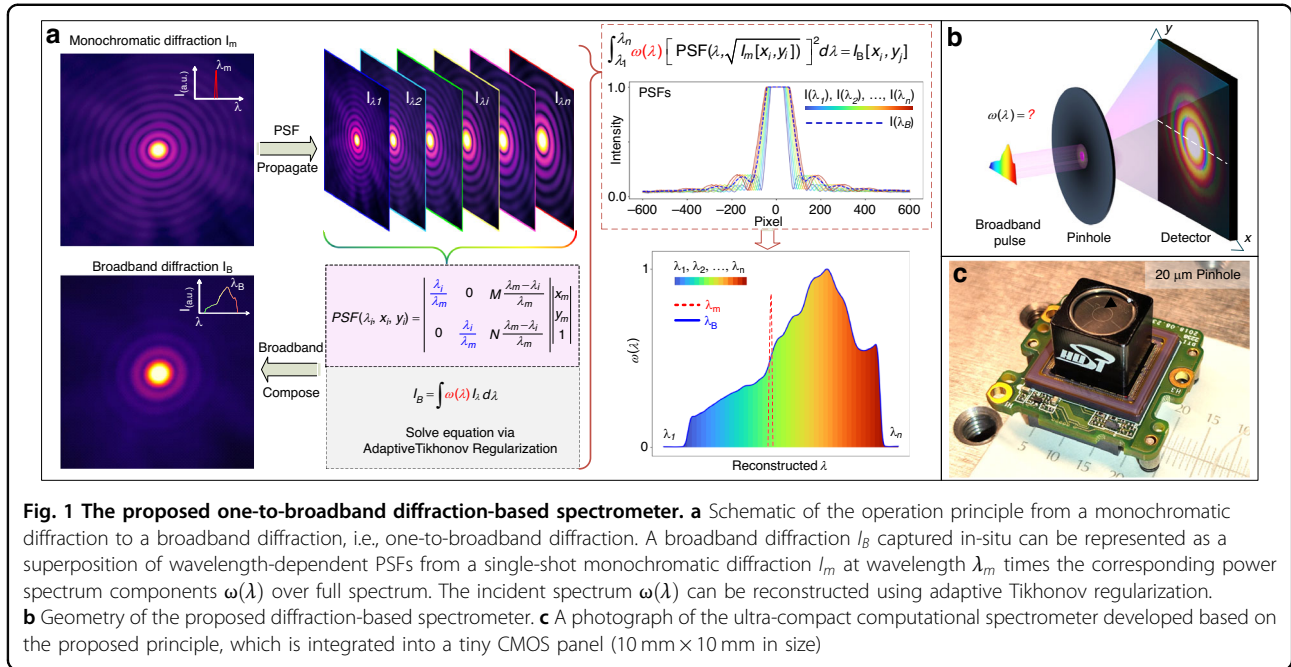 a
Monochromatic diffraction I_m
I(a.u.)
λ_m
λ
PSF
Propagate
I_λ1
I_λ2
I_λi
I_λn
Broadband diffraction I_B
I(a.u.)
λ_B
λ
Broadband
Compose
PSF(λ_i, x_i, y_i) = | λ_i/λ_m 0 M (λ_m−λ_i)/λ_m | |x_m|
|y_m|
| 0 λ_i/λ_m N (λ_m−λ_i)/λ_m | |1|
I_B = ∫ ω(λ) I_λ dλ
Solve equation via
AdaptiveTikhonov Regularization
∫_λ1^λn ω(λ) [ PSF(λ, √I_m[x_i, y_i]) ]² dλ = I_B[x_i, y_j]
PSFs
I(λ_1), I(λ_2), …, I(λ_n)
I(λ_B)
Intensity
1.0
0.0
−600 −400 −200 0 200 400 600
Pixel
λ_1, λ_2, …, λ_n
λ_m
λ_B
ω(λ)
1
0
λ_1
λ_n
Reconstructed λ
b
y
ω(λ) = ?
Broadband
pulse
Pinhole
Detector
x
c
20 μm Pinhole
Fig. 1 The proposed one-to-broadband diffraction-based spectrometer. a Schematic of the operation principle from a monochromatic
diffraction to a broadband diffraction, i.e., one-to-broadband diffraction. A broadband diffraction I_B captured in-situ can be represented as a
superposition of wavelength-dependent PSFs from a single-shot monochromatic diffraction I_m at wavelength λ_m times the corresponding power
spectrum components ω(λ) over full spectrum. The incident spectrum ω(λ) can be reconstructed using adaptive Tikhonov regularization.
b Geometry of the proposed diffraction-based spectrometer. c A photograph of the ultra-compact computational spectrometer developed based on
the proposed principle, which is integrated into a tiny CMOS panel (10 mm × 10 mm in size)